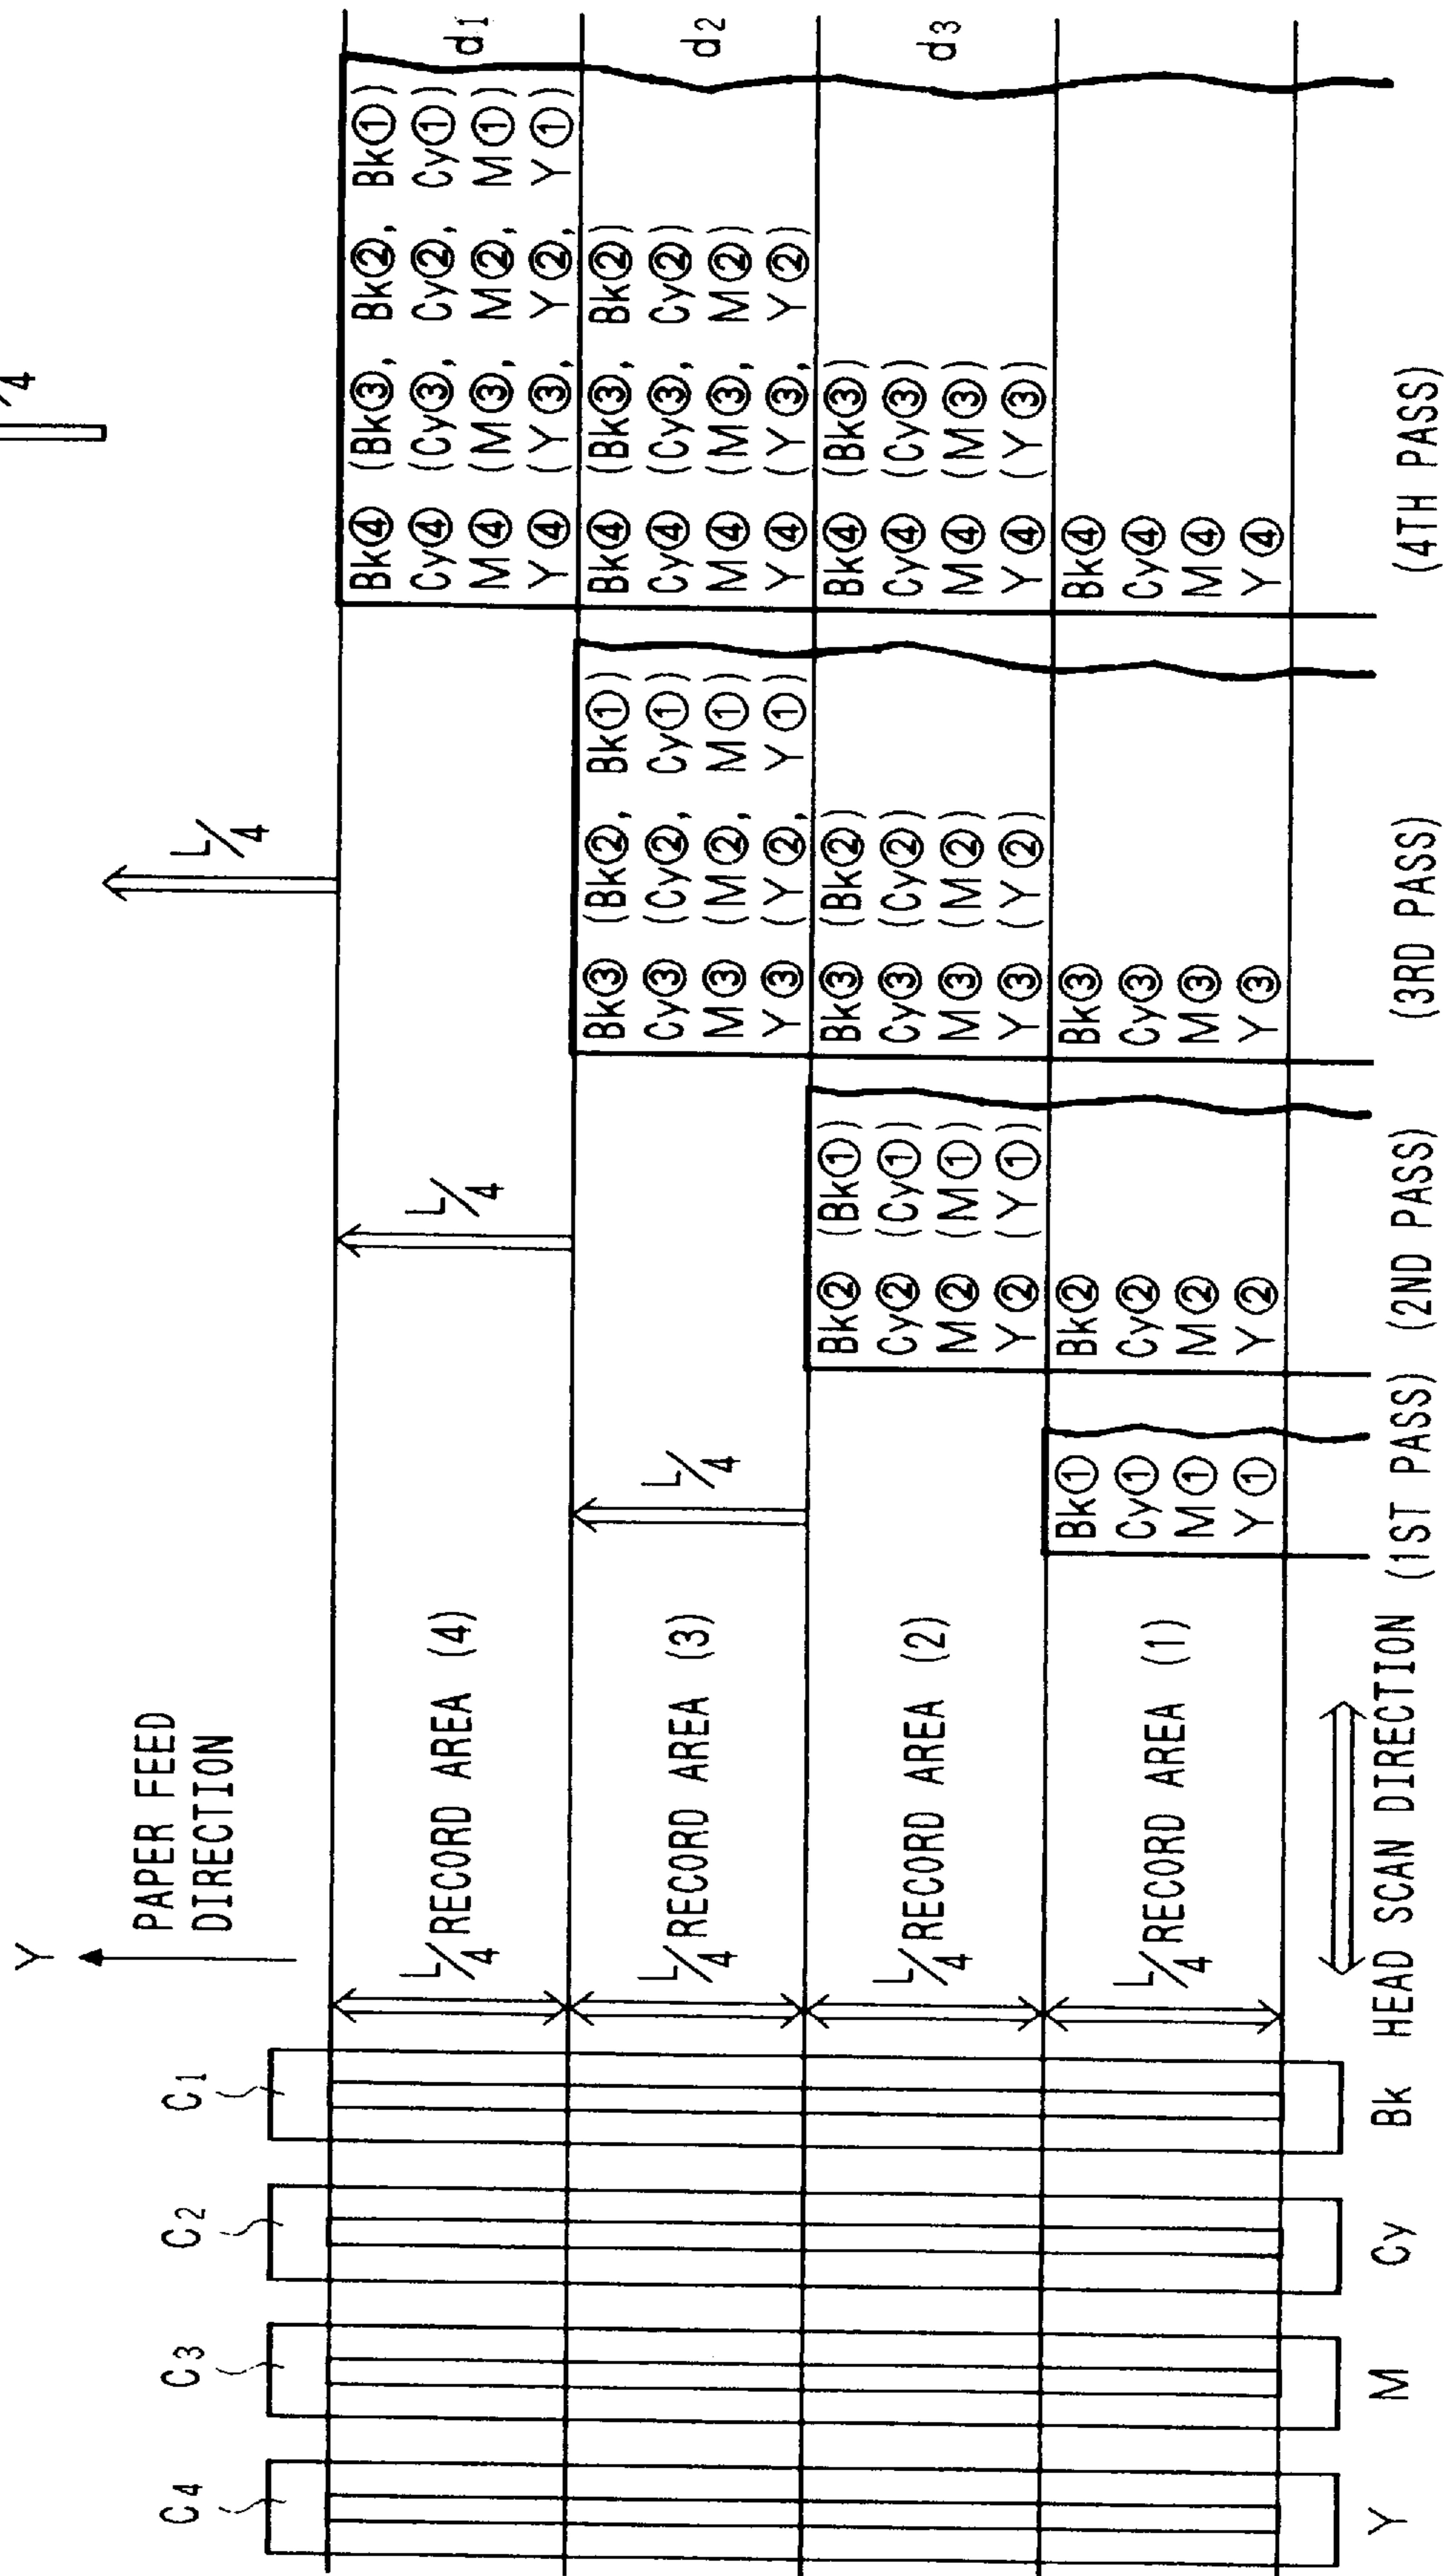 Y
PAPER FEED
DIRECTION
C4
C3
C2
C1
L/4
L/4
L/4
L/4
L/4 RECORD AREA (4)
L/4 RECORD AREA (3)
L/4 RECORD AREA (2)
L/4 RECORD AREA (1)
Bk①
Cy①
M①
Y①
Bk② (Bk①)
Cy② (Cy①)
M② (M①)
Y② (Y①)
Bk②
Cy②
M②
Y②
Bk③ (Bk②, Bk①)
Cy③ (Cy②, Cy①)
M③ (M②, M①)
Y③ (Y②, Y①)
Bk③ (Bk②)
Cy③ (Cy②)
M③ (M②)
Y③ (Y②)
Bk③
Cy③
M③
Y③
Bk④ (Bk③, Bk②, Bk①)
Cy④ (Cy③, Cy②, Cy①)
M④ (M③, M②, M①)
Y④ (Y③, Y②, Y①)
Bk④ (Bk③, Bk②)
Cy④ (Cy③, Cy②)
M④ (M③, M②)
Y④ (Y③, Y②)
Bk④ (Bk③)
Cy④ (Cy③)
M④ (M③)
Y④ (Y③)
Bk④
Cy④
M④
Y④
d1
d2
d3
Y
M
Cy
Bk
HEAD SCAN DIRECTION
(1ST PASS)
(2ND PASS)
(3RD PASS)
(4TH PASS)